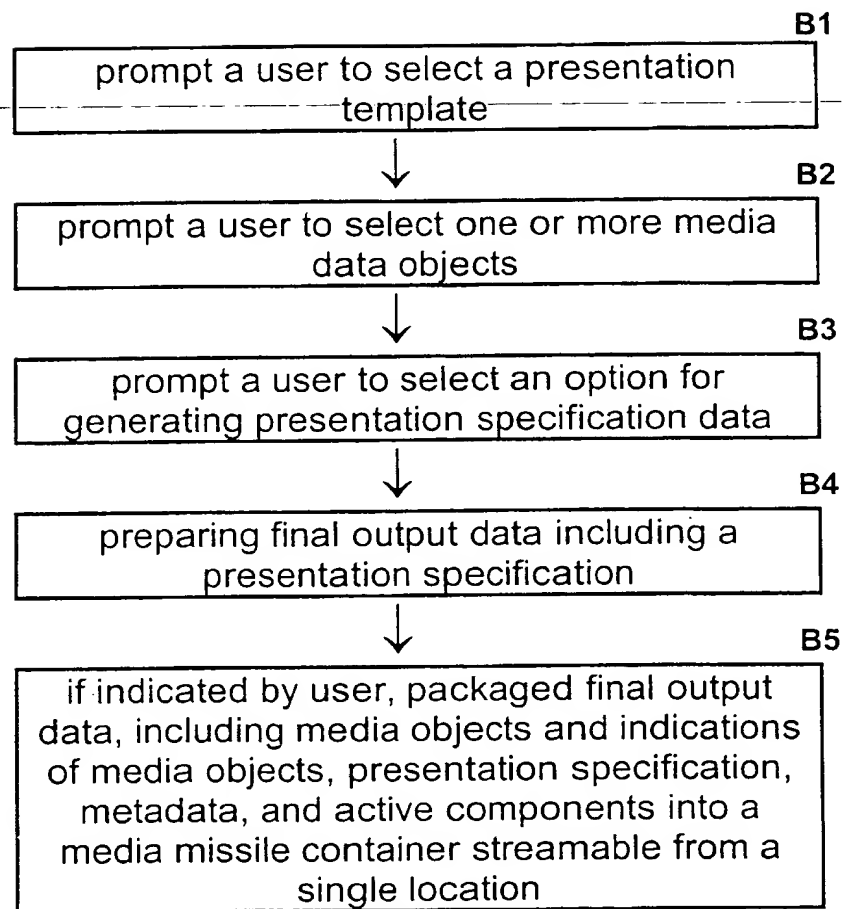 B1
prompt a user to select a presentation
template
B2
prompt a user to select one or more media
data objects
B3
prompt a user to select an option for
generating presentation specification data
B4
preparing final output data including a
presentation specification
B5
if indicated by user, packaged final output
data, including media objects and indications
of media objects, presentation specification,
metadata, and active components into a
media missile container streamable from a
single location